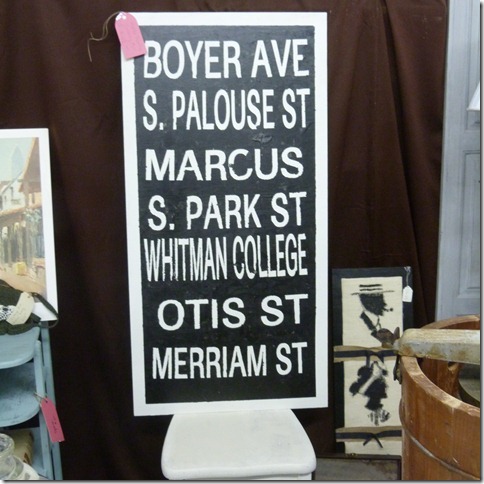 BOYER AVE
S. PALOUSE ST
MARCUS
S. PARK ST
WHITMAN COLLEGE
OTIS ST
MERRIAM ST